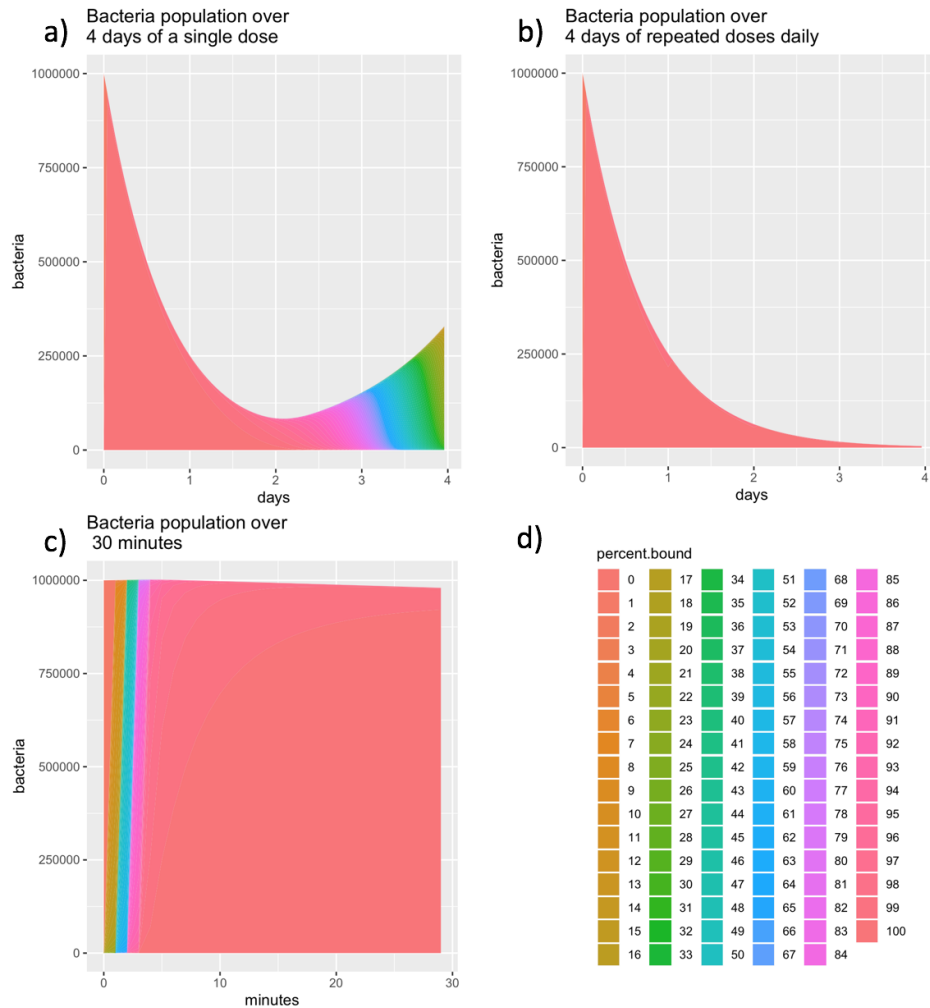 a)
Bacteria population over
4 days of a single dose
1000000
750000
500000
250000
0
bacteria
0 1 2 3 4
days
b)
Bacteria population over
4 days of repeated doses daily
1000000
750000
500000
250000
0
bacteria
0 1 2 3 4
days
c)
Bacteria population over
30 minutes
1000000
750000
500000
250000
0
bacteria
0 10 20 30
minutes
d)
percent.bound
0 17 34 51 68 85
1 18 35 52 69 86
2 19 36 53 70 87
3 20 37 54 71 88
4 21 38 55 72 89
5 22 39 56 73 90
6 23 40 57 74 91
7 24 41 58 75 92
8 25 42 59 76 93
9 26 43 60 77 94
10 27 44 61 78 95
11 28 45 62 79 96
12 29 46 63 80 97
13 30 47 64 81 98
14 31 48 65 82 99
15 32 49 66 83 100
16 33 50 67 84